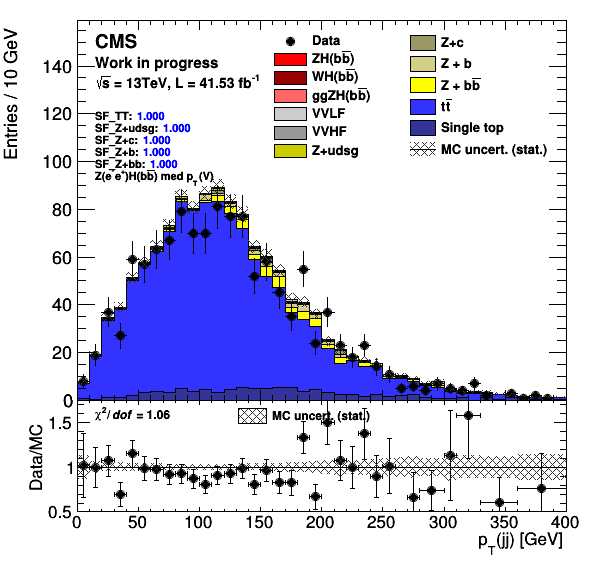 CMS
Work in progress
√s = 13TeV, L = 41.53 fb⁻¹
SF_TT: 1.000
SF_Z+udsg: 1.000
SF_Z+c: 1.000
SF_Z+b: 1.000
SF_Z+bb: 1.000
Z(e⁻e⁺)H(bb̅) med p_T(V)
Data
ZH(bb̅)
WH(bb̅)
ggZH(bb̅)
VVLF
VVHF
Z+udsg
Z+c
Z + b
Z + bb̅
tt̅
Single top
MC uncert. (stat.)
Entries / 10 GeV
140
120
100
80
60
40
20
0
χ²/ dof = 1.06
MC uncert. (stat.)
Data/MC
1.5
1
0.5
0 50 100 150 200 250 300 350 400
p_T(jj) [GeV]